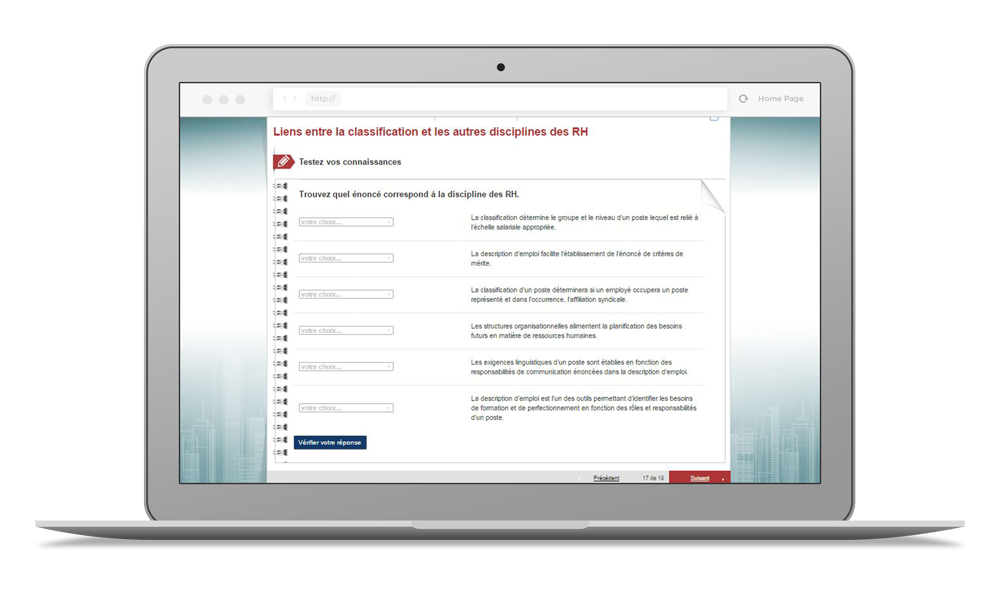 http://
Home Page
Liens entre la classification et les autres disciplines des RH
Testez vos connaissances
Trouvez quel énoncé correspond à la discipline des RH.
votre choix...
La classification détermine le groupe et le niveau d'un poste lequel est relié à
l'échelle salariale appropriée.
votre choix...
La description d'emploi facilite l'établissement de l'énoncé de critères de
mérite.
votre choix...
La classification d'un poste déterminera si un employé occupera un poste
représenté et dans l'occurrence, l'affiliation syndicale.
votre choix...
Les structures organisationnelles alimentent la planification des besoins
futurs en matière de ressources humaines.
votre choix...
Les exigences linguistiques d'un poste sont établies en fonction des
responsabilités de communication énoncées dans la description d'emploi.
votre choix...
La description d'emploi est l'un des outils permettant d'identifier les besoins
de formation et de perfectionnement en fonction des rôles et responsabilités
d'un poste.
Vérifier votre réponse
Précédent
17 de 19
Suivant